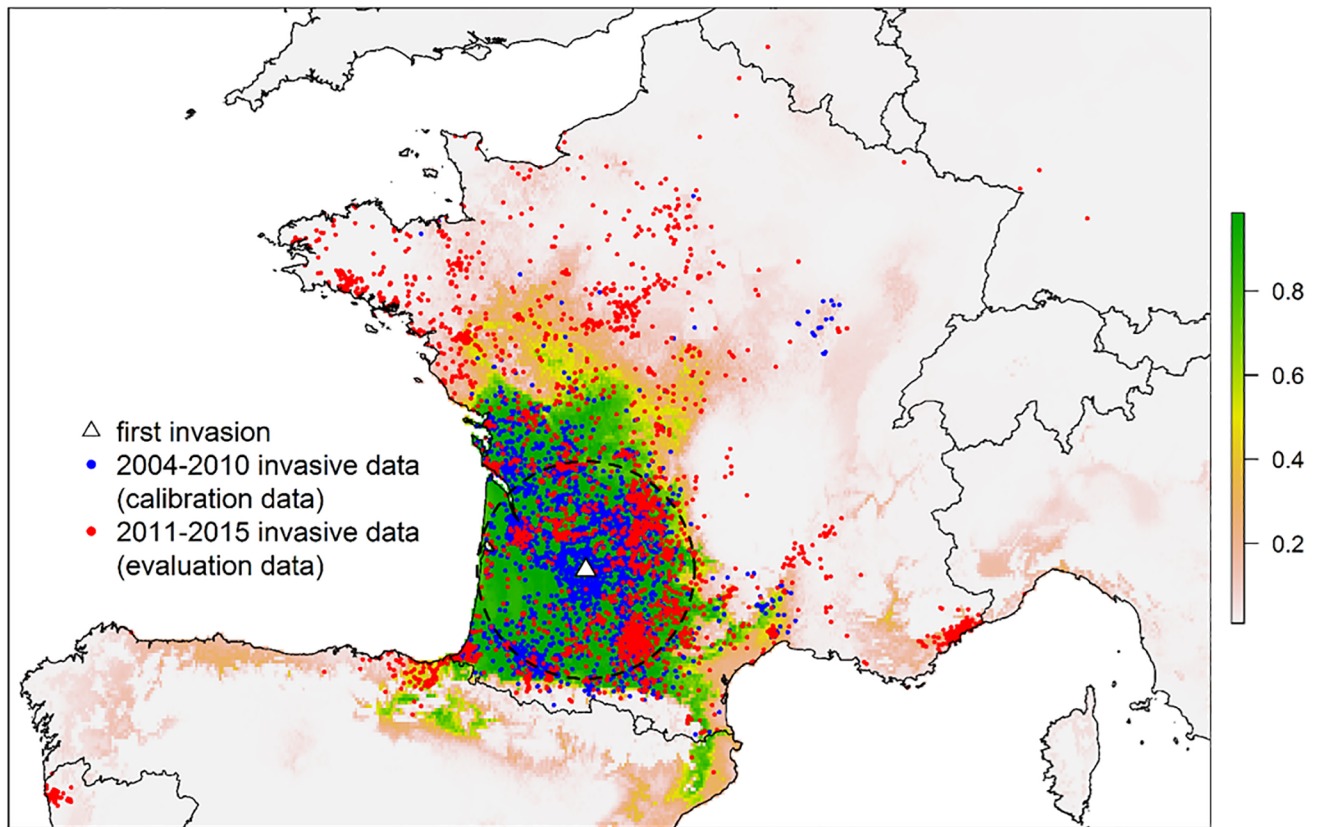 first invasion
2004-2010 invasive data
(calibration data)
2011-2015 invasive data
(evaluation data)
0.8
0.6
0.4
0.2